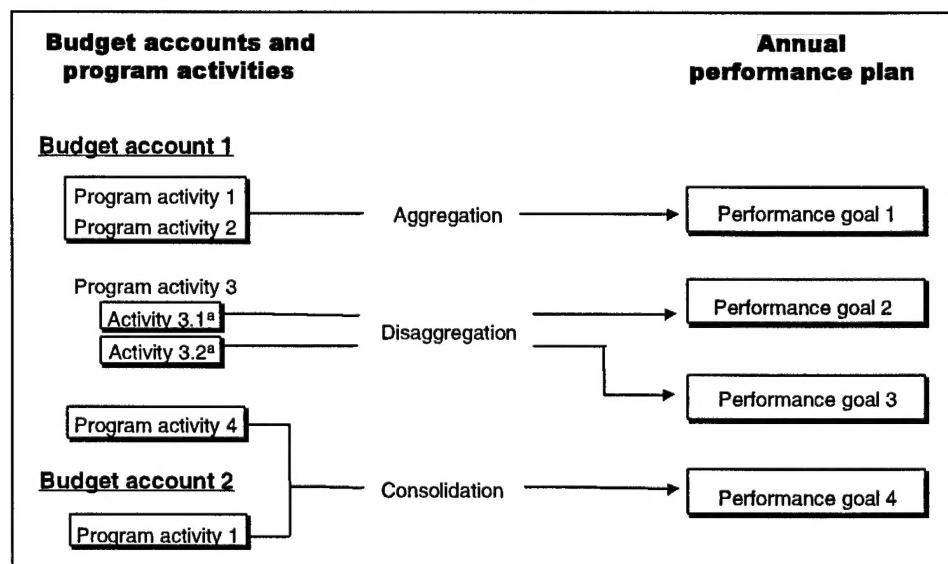 Budget accounts and
program activities
Annual
performance plan
Budget account 1
Program activity 1
Program activity 2
Aggregation
Performance goal 1
Program activity 3
Activity 3.1ª
Activity 3.2ª
Disaggregation
Performance goal 2
Performance goal 3
Program activity 4
Budget account 2
Program activity 1
Consolidation
Performance goal 4